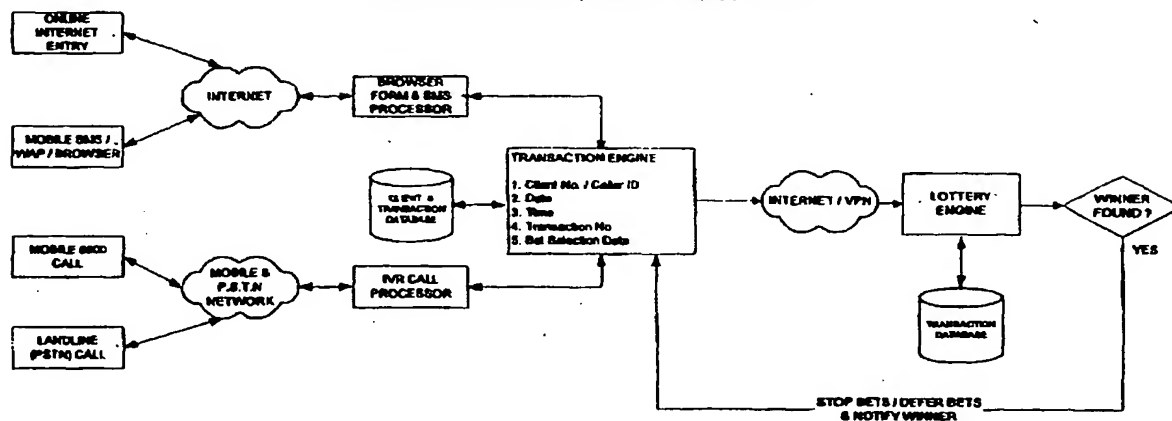 ONLINE
INTERNET
ENTRY
INTERNET
BROWSER
FORM & SMS
PROCESSOR
MOBILE SMS /
WAP / BROWSER
TRANSACTION ENGINE
1. Client No. / Caller ID
2. Date
3. Time
4. Transaction No
5. Bet Selection Data
CLIENT &
TRANSACTION
DATABASE
INTERNET / VPN
LOTTERY
ENGINE
WINNER
FOUND ?
YES
MOBILE
CALL
MOBILE &
P.S.T.N
NETWORK
IVR CALL
PROCESSOR
LANDLINE
(PSTN) CALL
TRANSACTION
DATABASE
STOP BETS / DEFER BETS
& NOTIFY WINNER